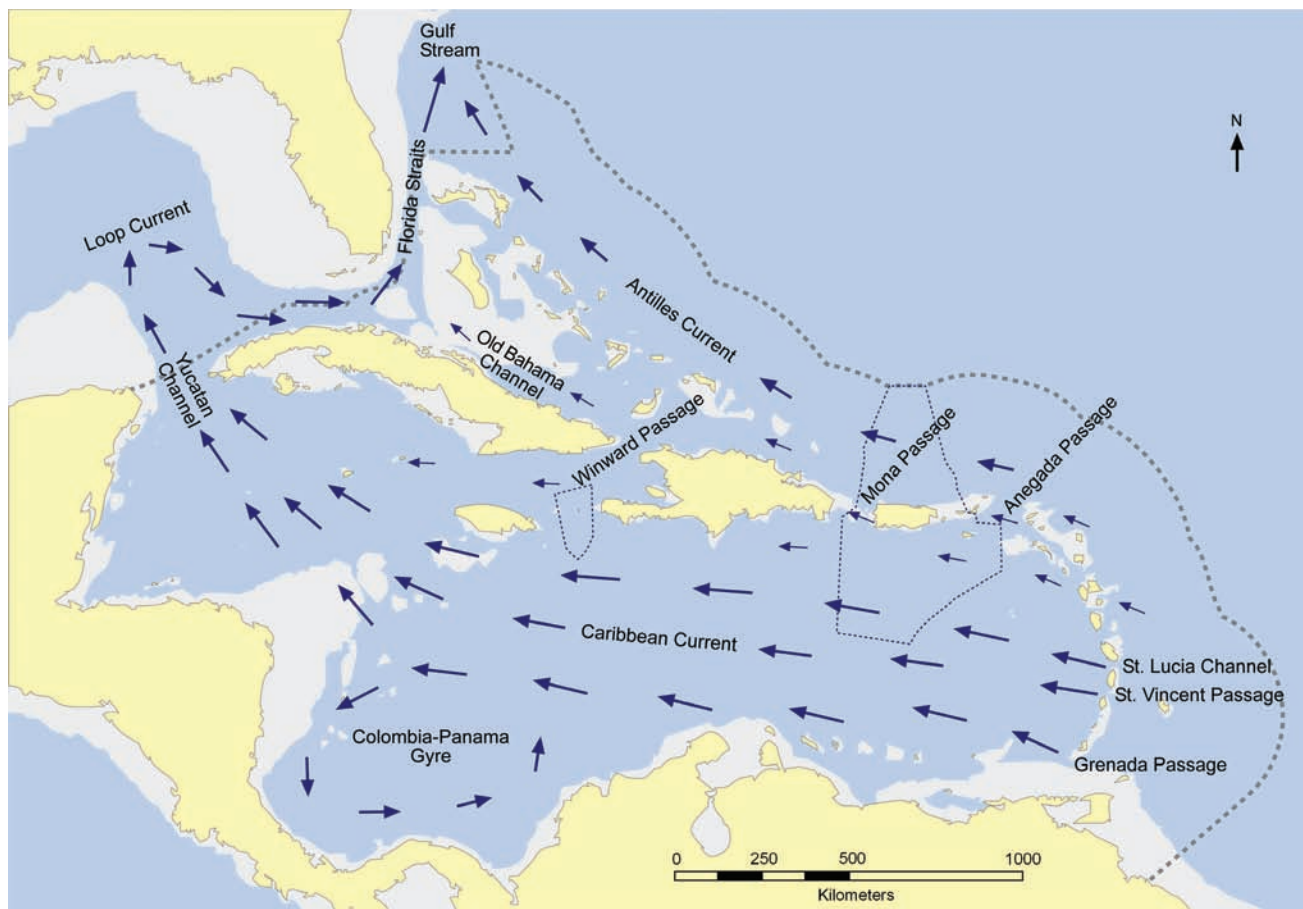 Gulf
Stream
N
Florida Straits
Loop Current
Antilles Current
Old Bahama
Channel
Yucatan
Channel
Winward Passage
Mona Passage
Anegada Passage
Caribbean Current
St. Lucia Channel
St. Vincent Passage
Colombia-Panama
Gyre
Grenada Passage
0 250 500 1000
Kilometers